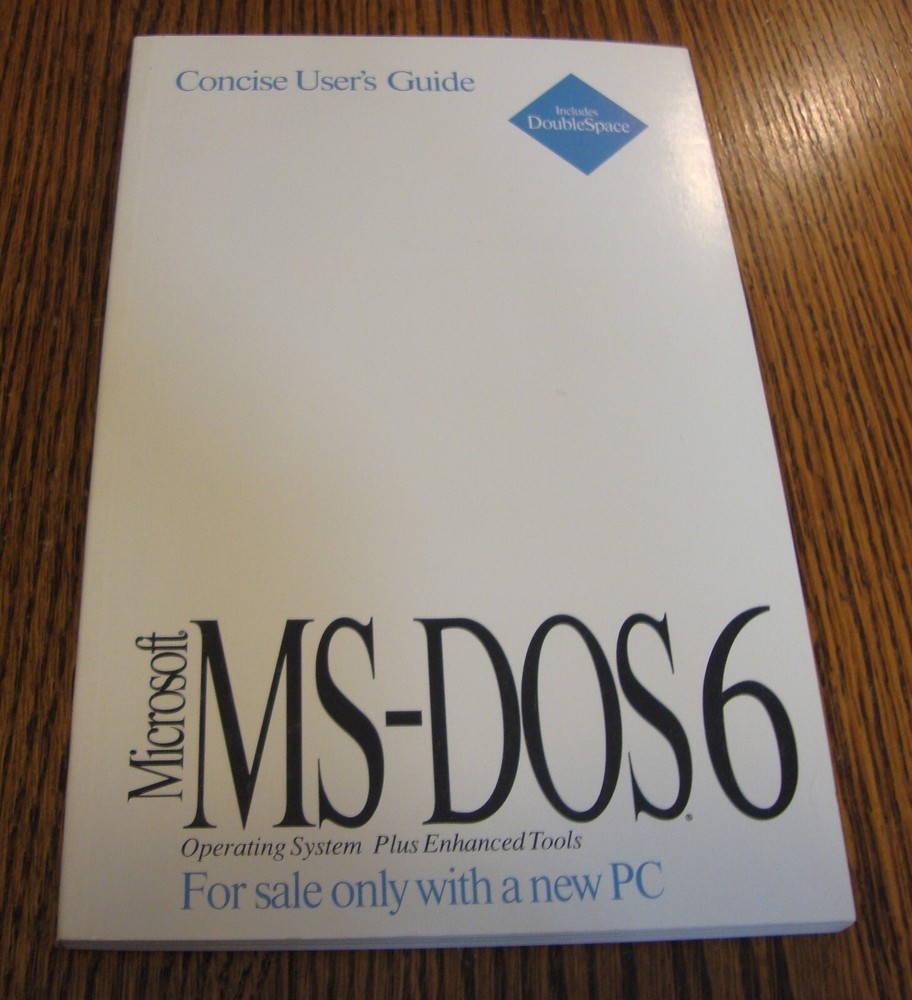 Concise User's Guide
Includes
DoubleSpace
Microsoft
MS-DOS® 6
Operating System Plus Enhanced Tools
For sale only with a new PC